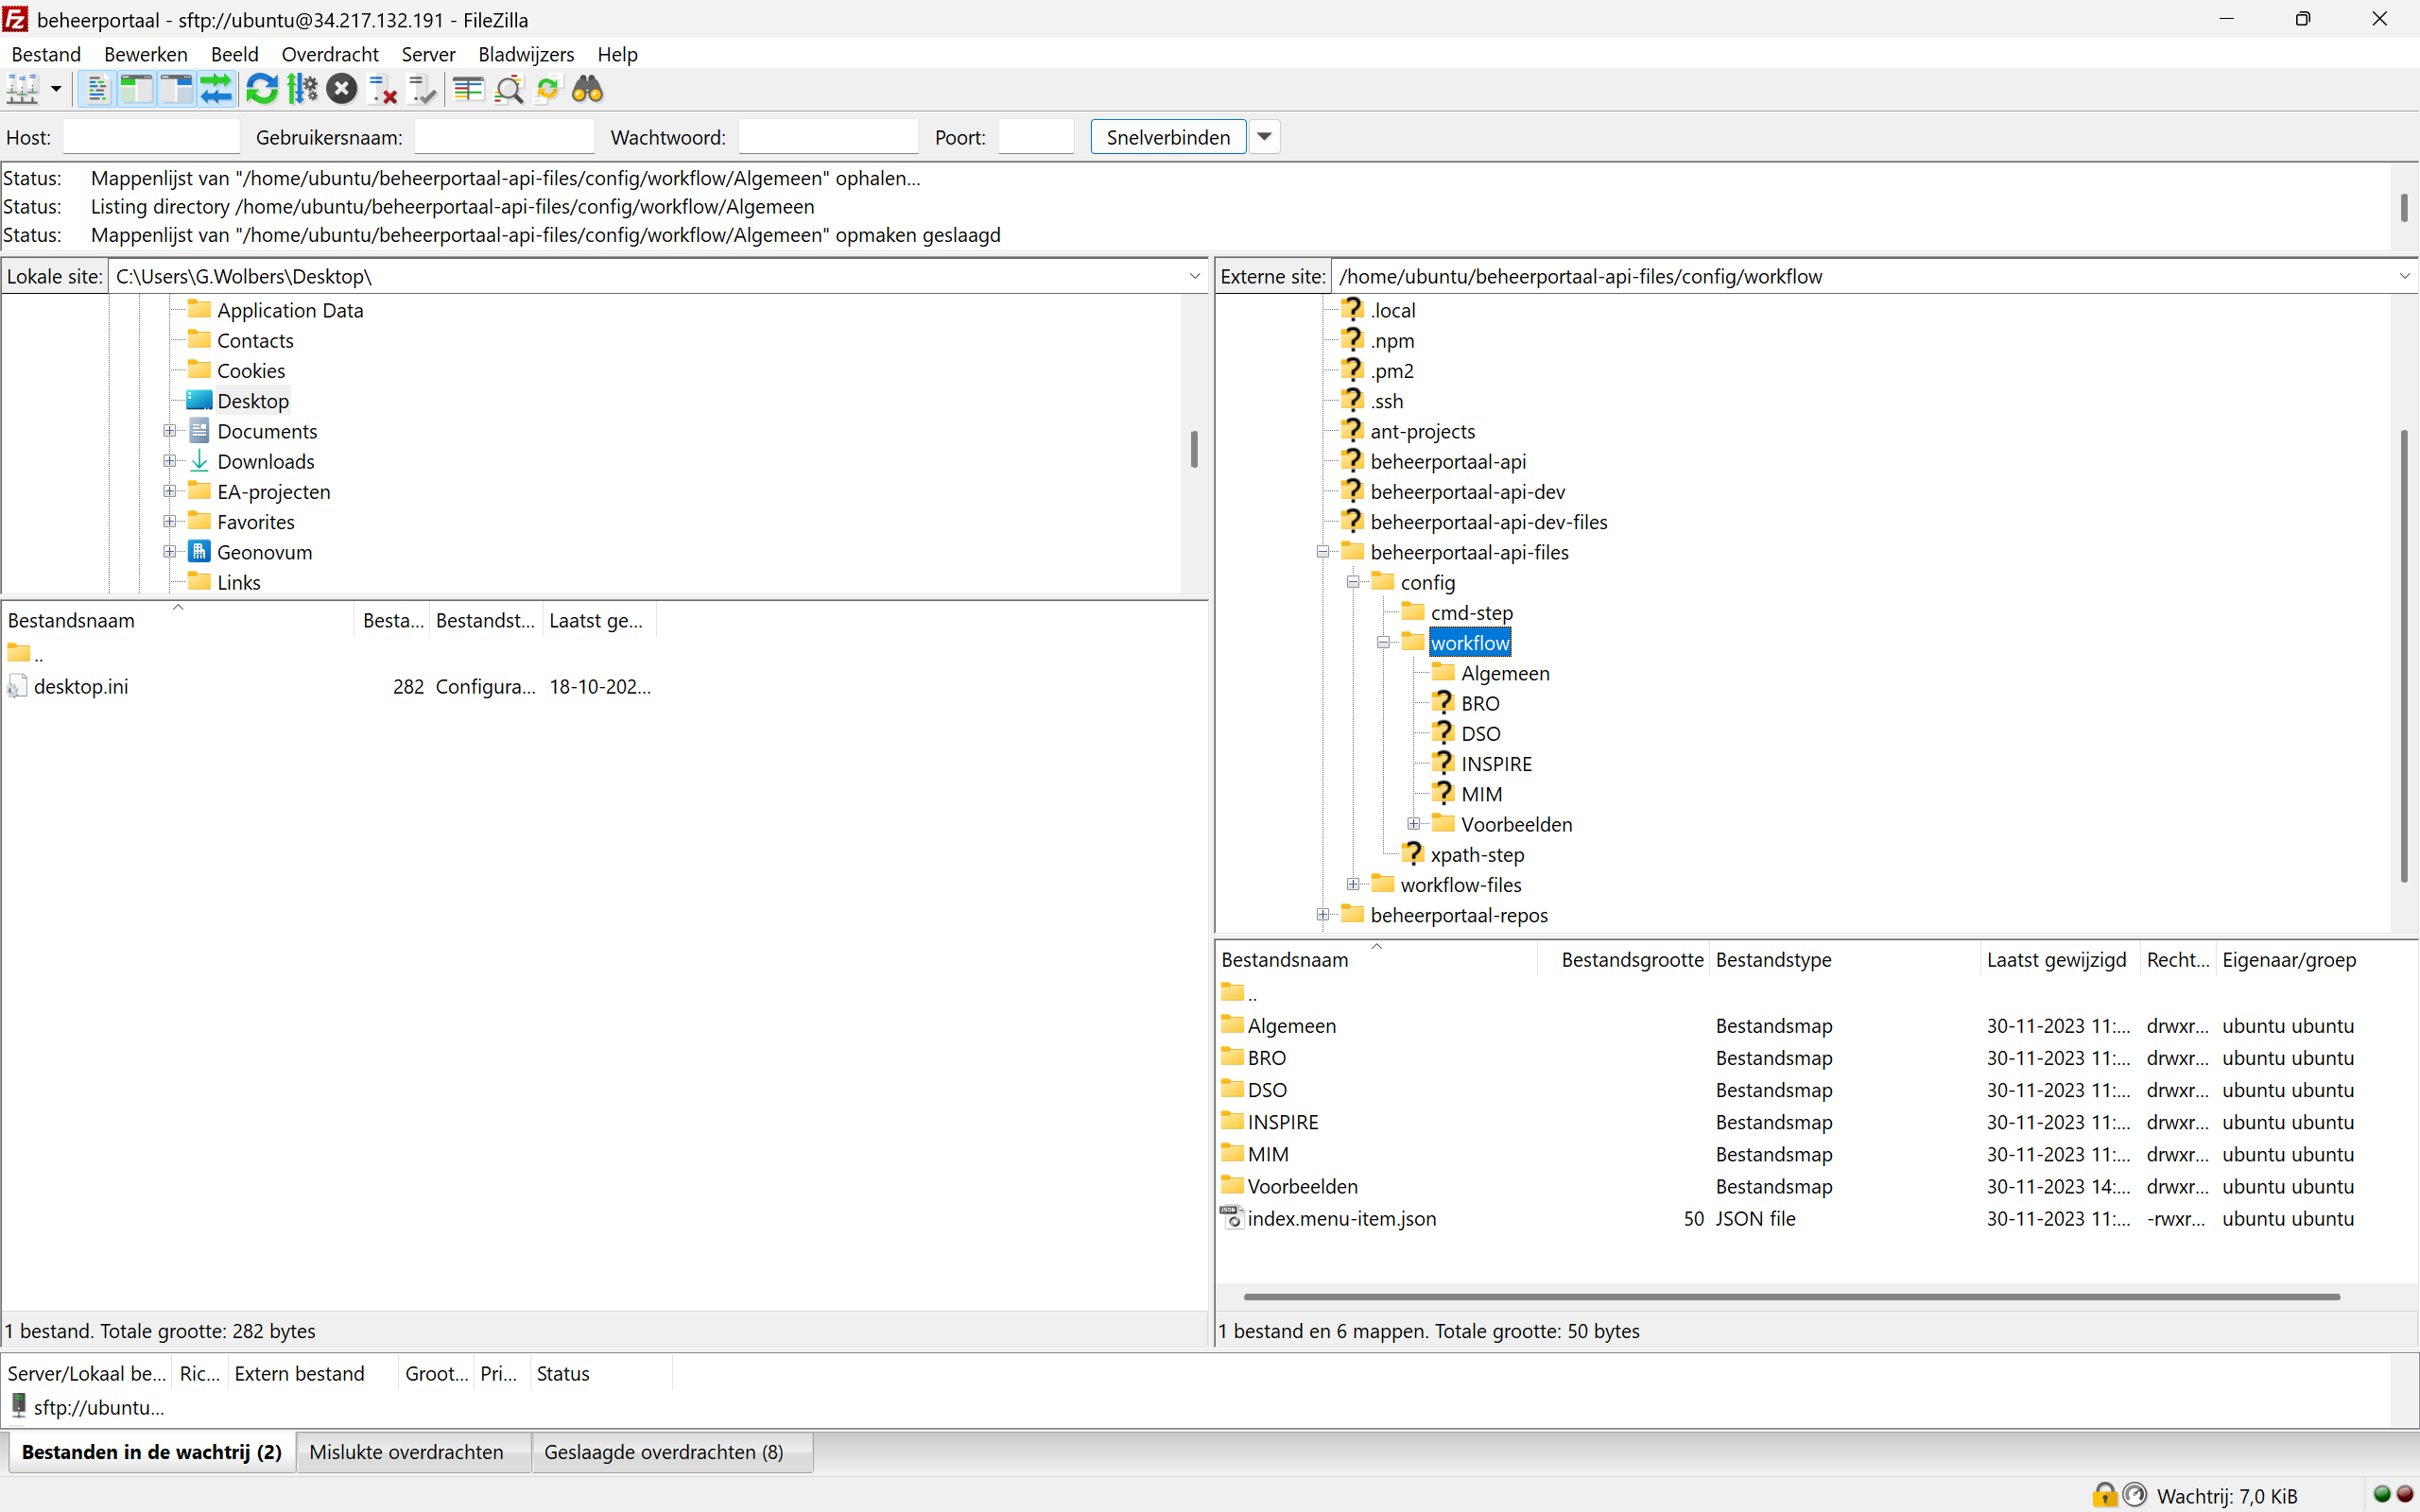 beheerportaal - sftp://ubuntu@34.217.132.191 - FileZilla
Bestand Bewerken Beeld Overdracht Server Bladwijzers Help
Host: Gebruikersnaam: Wachtwoord: Poort: Snelverbinden
Status: Mappenlijst van "/home/ubuntu/beheerportaal-api-files/config/workflow/Algemeen" ophalen...
Status: Listing directory /home/ubuntu/beheerportaal-api-files/config/workflow/Algemeen
Status: Mappenlijst van "/home/ubuntu/beheerportaal-api-files/config/workflow/Algemeen" opmaken geslaagd
Lokale site: C:\Users\G.Wolbers\Desktop\
Application Data
Contacts
Cookies
Desktop
Documents
Downloads
EA-projecten
Favorites
Geonovum
Links
Bestandsnaam Besta... Bestandst... Laatst ge...
..
desktop.ini 282 Configura... 18-10-202...
1 bestand. Totale grootte: 282 bytes
Externe site: /home/ubuntu/beheerportaal-api-files/config/workflow
.local
.npm
.pm2
.ssh
ant-projects
beheerportaal-api
beheerportaal-api-dev
beheerportaal-api-dev-files
beheerportaal-api-files
config
cmd-step
workflow
Algemeen
BRO
DSO
INSPIRE
MIM
Voorbeelden
xpath-step
workflow-files
beheerportaal-repos
Bestandsnaam Bestandsgrootte Bestandstype Laatst gewijzigd Recht... Eigenaar/groep
..
Algemeen Bestandsmap 30-11-2023 11:... drwxr... ubuntu ubuntu
BRO Bestandsmap 30-11-2023 11:... drwxr... ubuntu ubuntu
DSO Bestandsmap 30-11-2023 11:... drwxr... ubuntu ubuntu
INSPIRE Bestandsmap 30-11-2023 11:... drwxr... ubuntu ubuntu
MIM Bestandsmap 30-11-2023 11:... drwxr... ubuntu ubuntu
Voorbeelden Bestandsmap 30-11-2023 14:... drwxr... ubuntu ubuntu
index.menu-item.json 50 JSON file 30-11-2023 11:... -rwxr... ubuntu ubuntu
1 bestand en 6 mappen. Totale grootte: 50 bytes
Server/Lokaal be... Ric... Extern bestand Groot... Pri... Status
sftp://ubuntu...
Bestanden in de wachtrij (2) Mislukte overdrachten Geslaagde overdrachten (8)
Wachtrij: 7,0 KiB